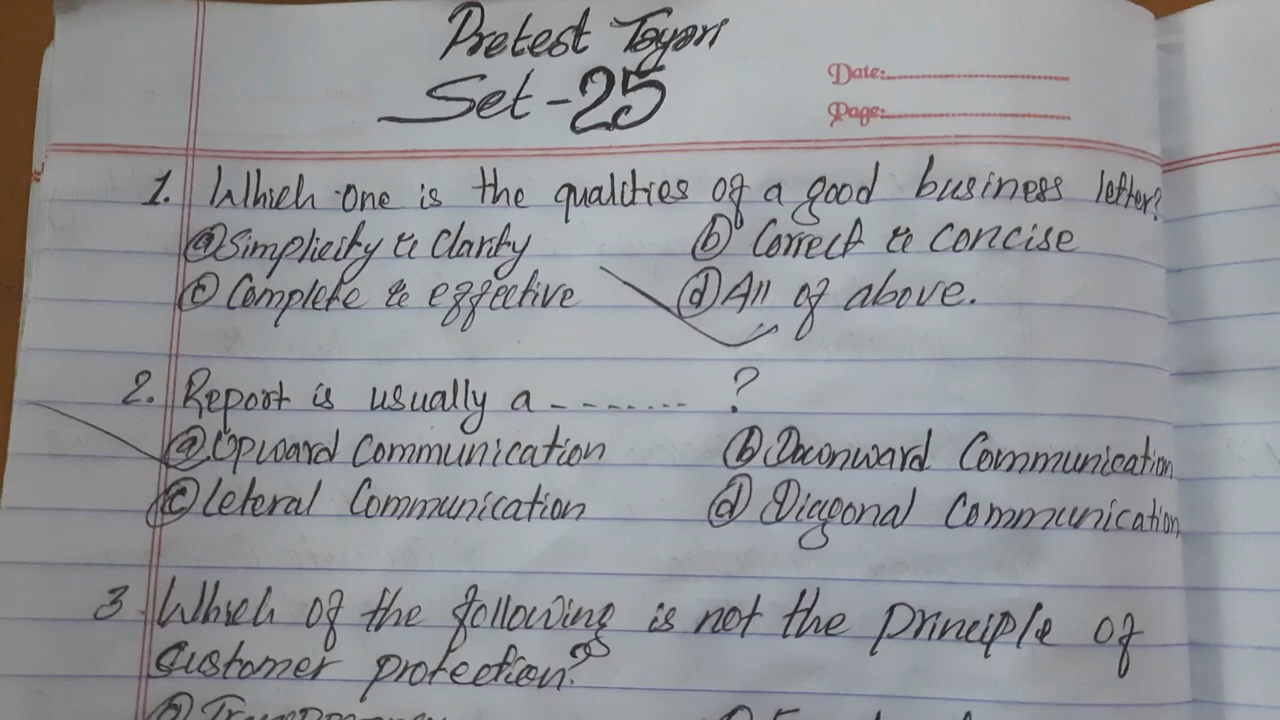 Pretest Tayari
Set-25
Date:
Page:
1. Which one is the qualities of a good business letter?
(a) Simplicity & Clarity (b) Correct & Concise
(c) Complete & effective (d) All of above.
2. Report is usually a -------- ?
(a) Upward Communication (b) Downward Communication
(c) Leteral Communication (d) Diagonal Communication
3. Which of the following is not the principle of
Customer protection?
(a)